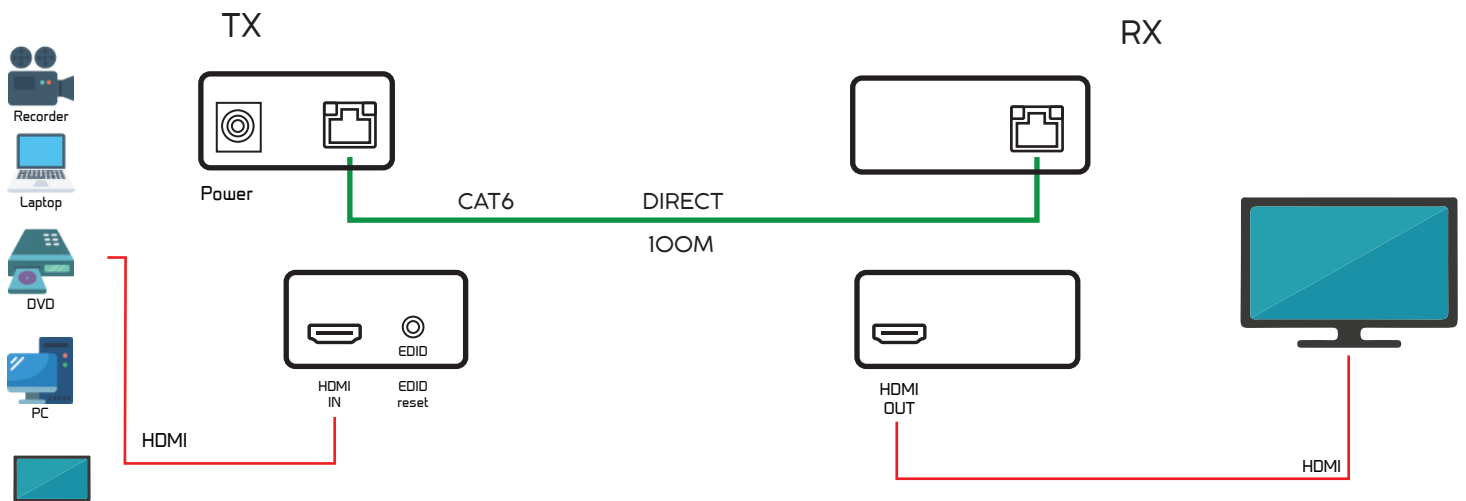 TX
RX
Recorder
Laptop
Power
CAT6
DIRECT
100M
DVD
EDID
HDMI
IN
EDID
reset
HDMI
OUT
PC
HDMI
HDMI